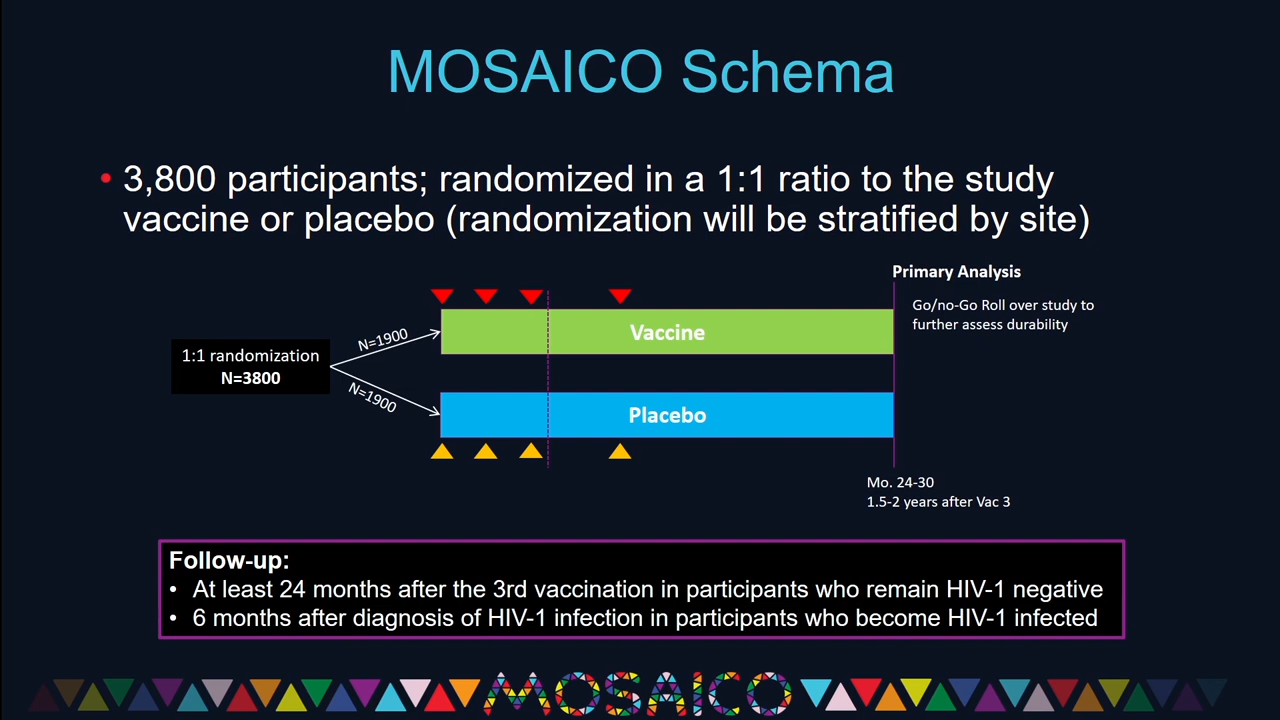 MOSAICO Schema
• 3,800 participants; randomized in a 1:1 ratio to the study
vaccine or placebo (randomization will be stratified by site)
Primary Analysis
Go/no-Go Roll over study to
further assess durability
1:1 randomization
N=3800
N=1900
N=1900
Vaccine
Placebo
Mo. 24-30
1.5-2 years after Vac 3
Follow-up:
• At least 24 months after the 3rd vaccination in participants who remain HIV-1 negative
• 6 months after diagnosis of HIV-1 infection in participants who become HIV-1 infected
MOSAICO